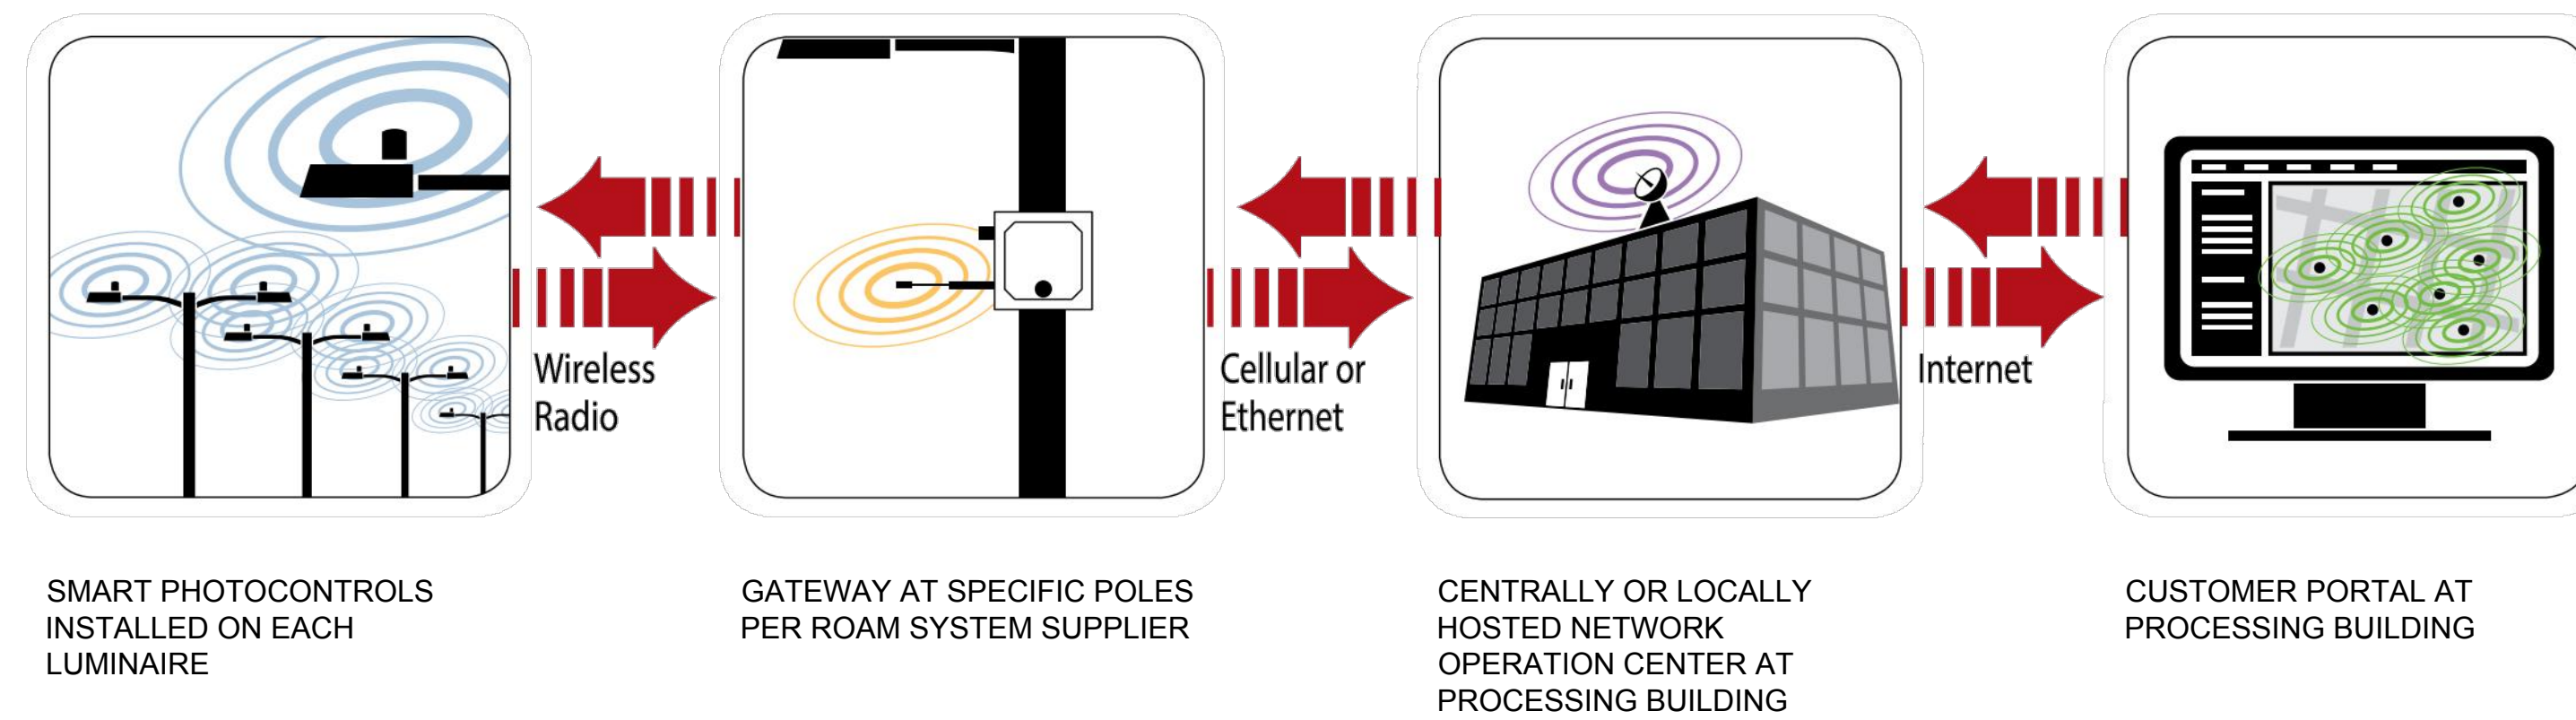 Wireless
Radio
Cellular or
Ethernet
Internet
SMART PHOTOCONTROLS
INSTALLED ON EACH
LUMINAIRE
GATEWAY AT SPECIFIC POLES
PER ROAM SYSTEM SUPPLIER
CENTRALLY OR LOCALLY
HOSTED NETWORK
OPERATION CENTER AT
PROCESSING BUILDING
CUSTOMER PORTAL AT
PROCESSING BUILDING